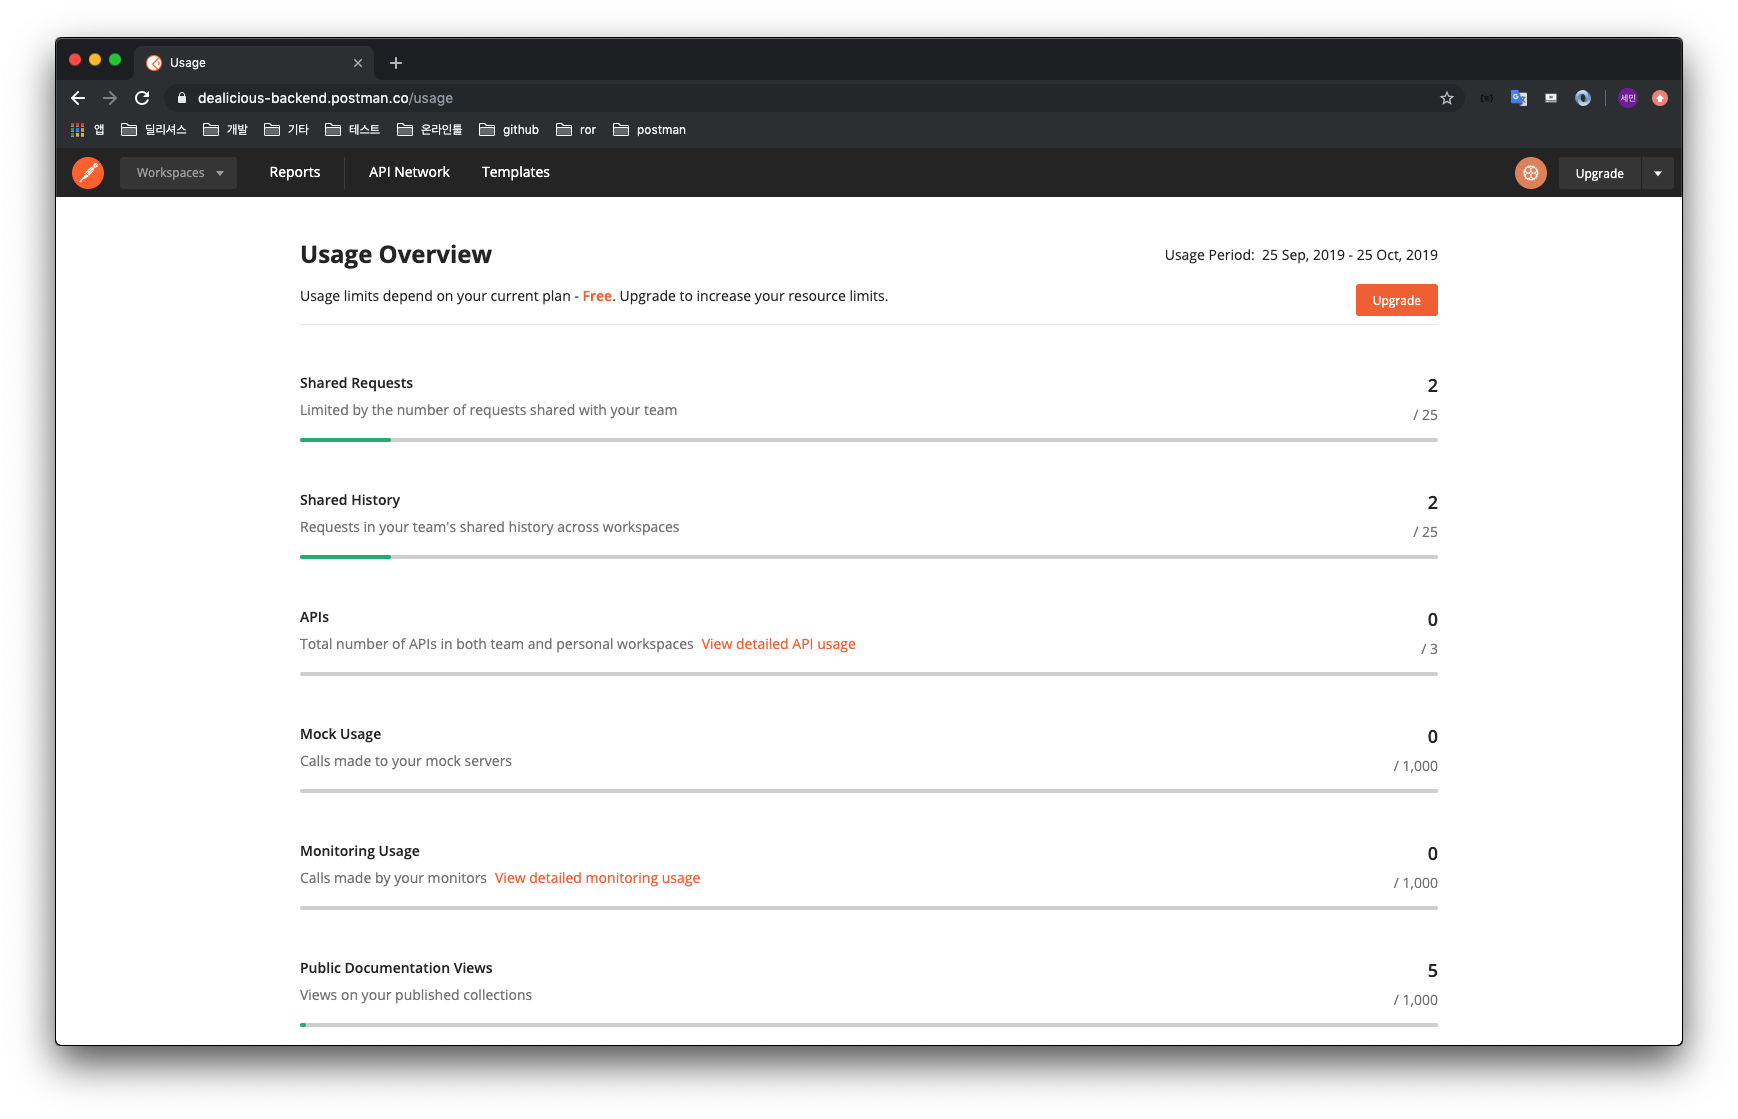 Usage
dealicious-backend.postman.co/usage
세민
앱 딜리셔스 개발 기타 테스트 온라인툴 github ror postman
Workspaces Reports API Network Templates Upgrade
Usage Overview
Usage Period: 25 Sep, 2019 - 25 Oct, 2019
Usage limits depend on your current plan - Free. Upgrade to increase your resource limits.
Upgrade
Shared Requests
2
Limited by the number of requests shared with your team
/ 25
Shared History
2
Requests in your team's shared history across workspaces
/ 25
APIs
0
Total number of APIs in both team and personal workspaces View detailed API usage
/ 3
Mock Usage
0
Calls made to your mock servers
/ 1,000
Monitoring Usage
0
Calls made by your monitors View detailed monitoring usage
/ 1,000
Public Documentation Views
5
Views on your published collections
/ 1,000